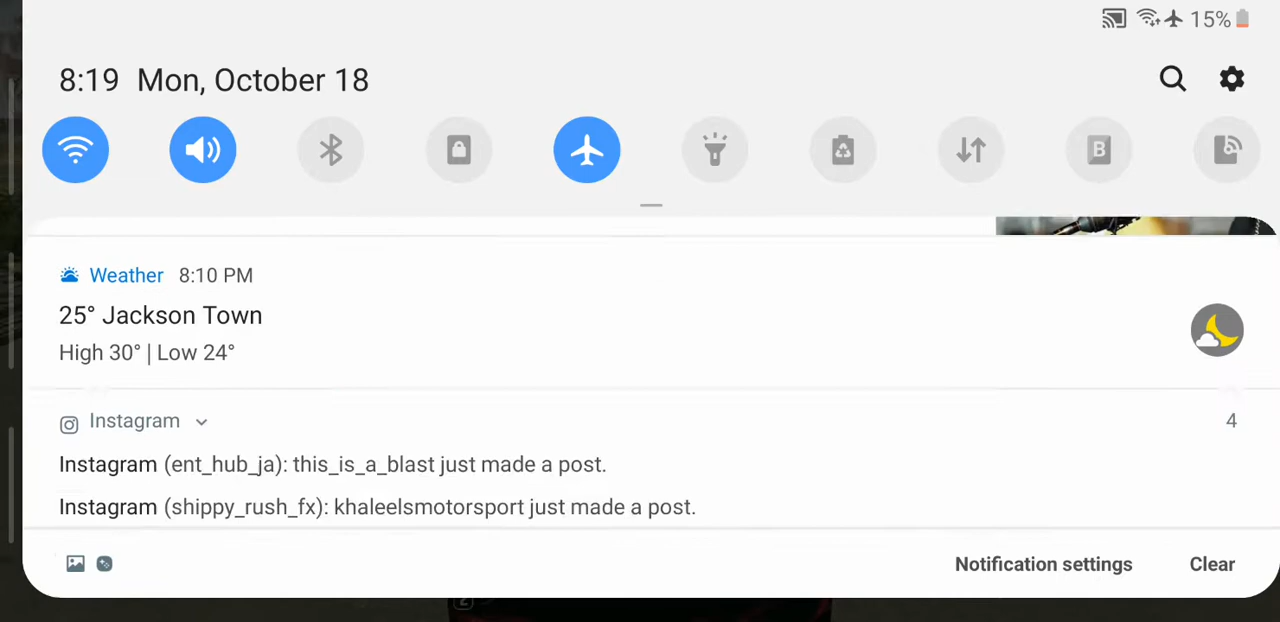 15%
8:19 Mon, October 18
B
Weather 8:10 PM
25° Jackson Town
High 30° | Low 24°
Instagram 4
Instagram (ent_hub_ja): this_is_a_blast just made a post.
Instagram (shippy_rush_fx): khaleelsmotorsport just made a post.
Notification settings Clear
2